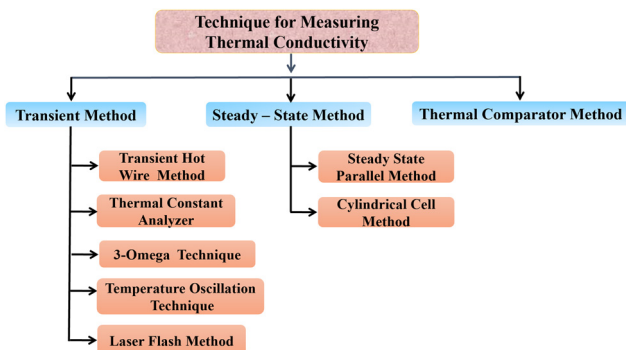 Technique for Measuring
Thermal Conductivity
Transient Method
Steady – State Method
Thermal Comparator Method
Transient Hot
Wire Method
Thermal Constant
Analyzer
3-Omega Technique
Temperature Oscillation
Technique
Laser Flash Method
Steady State
Parallel Method
Cylindrical Cell
Method